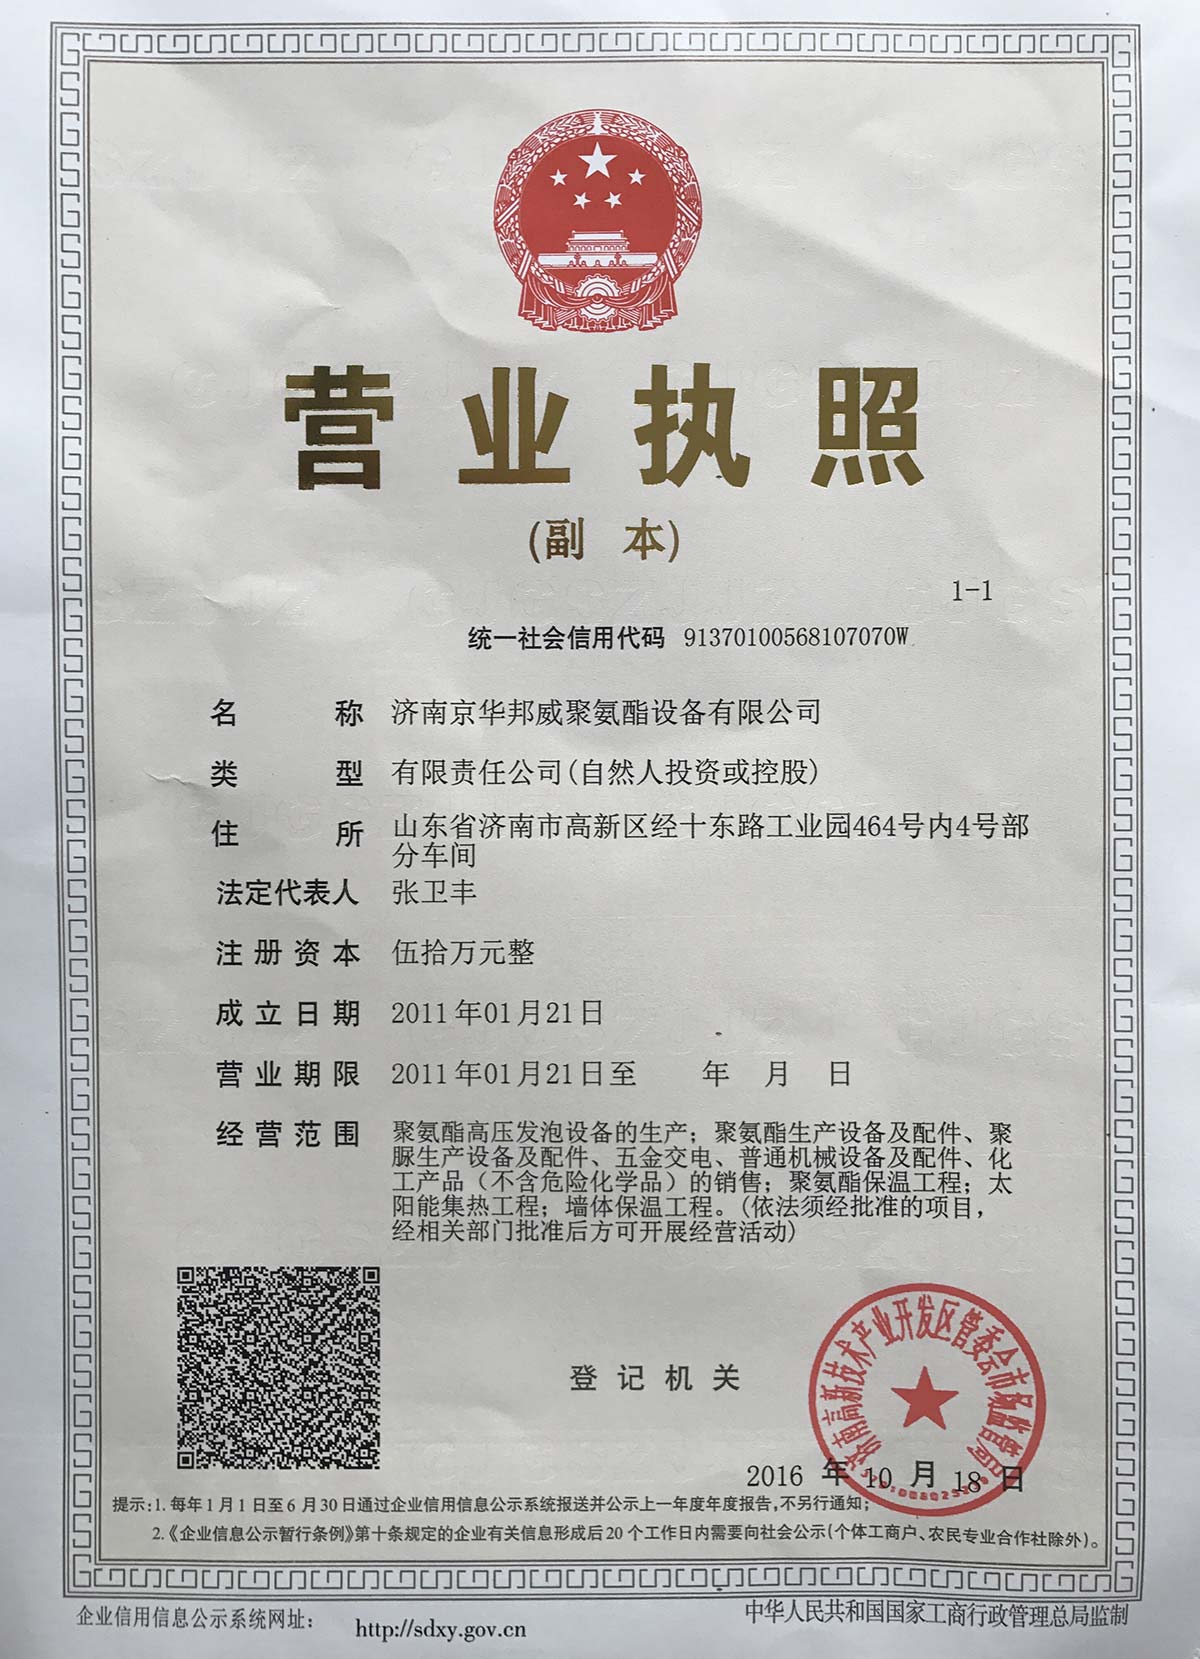 营业执照
(副 本)
1-1
统一社会信用代码 91370100568107070W
名 称 济南京华邦威聚氨酯设备有限公司
类 型 有限责任公司(自然人投资或控股)
住 所 山东省济南市高新区经十东路工业园464号内4号部
分车间
法定代表人 张卫丰
注册资本 伍拾万元整
成立日期 2011年01月21日
营业期限 2011年01月21日至 年 月 日
经营范围 聚氨酯高压发泡设备的生产；聚氨酯生产设备及配件、聚
脲生产设备及配件、五金交电、普通机械设备及配件、化
工产品（不含危险化学品）的销售；聚氨酯保温工程；太
阳能集热工程；墙体保温工程。(依法须经批准的项目，
经相关部门批准后方可开展经营活动)
登记机关
济南高新技术产业开发区管委会市场监管局
2016 年 10 月 18 日
提示：1. 每年1月1日至6月30日通过企业信用信息公示系统报送并公示上一年度年度报告，不另行通知；
2.《企业信息公示暂行条例》第十条规定的企业有关信息形成后20个工作日内需要向社会公示(个体工商户、农民专业合作社除外)。
企业信用信息公示系统网址： http://sdxy.gov.cn
中华人民共和国国家工商行政管理总局监制